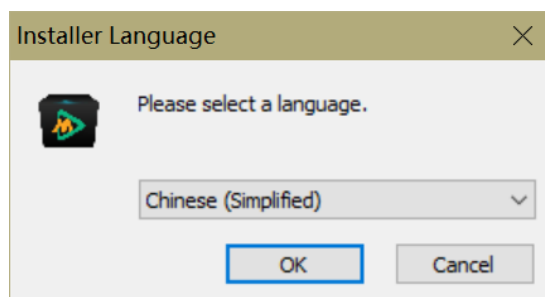 Installer Language
Please select a language.
Chinese (Simplified)
OK
Cancel